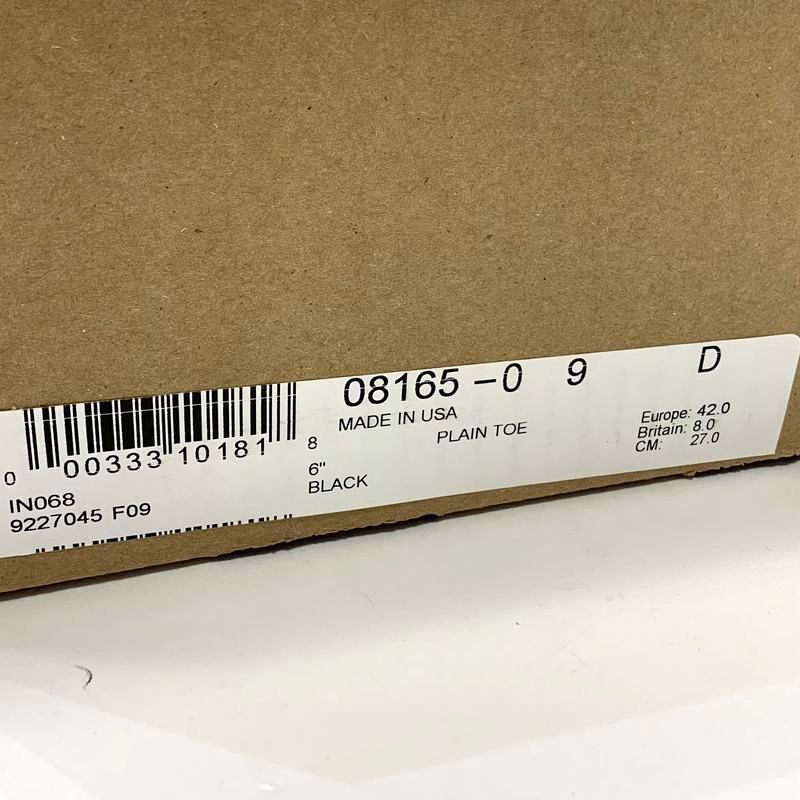 08165 -0 9 D
MADE IN USA
PLAIN TOE
Europe: 42.0
Britain: 8.0
CM: 27.0
0 00333 10181 8
6"
BLACK
IN068
9227045 F09